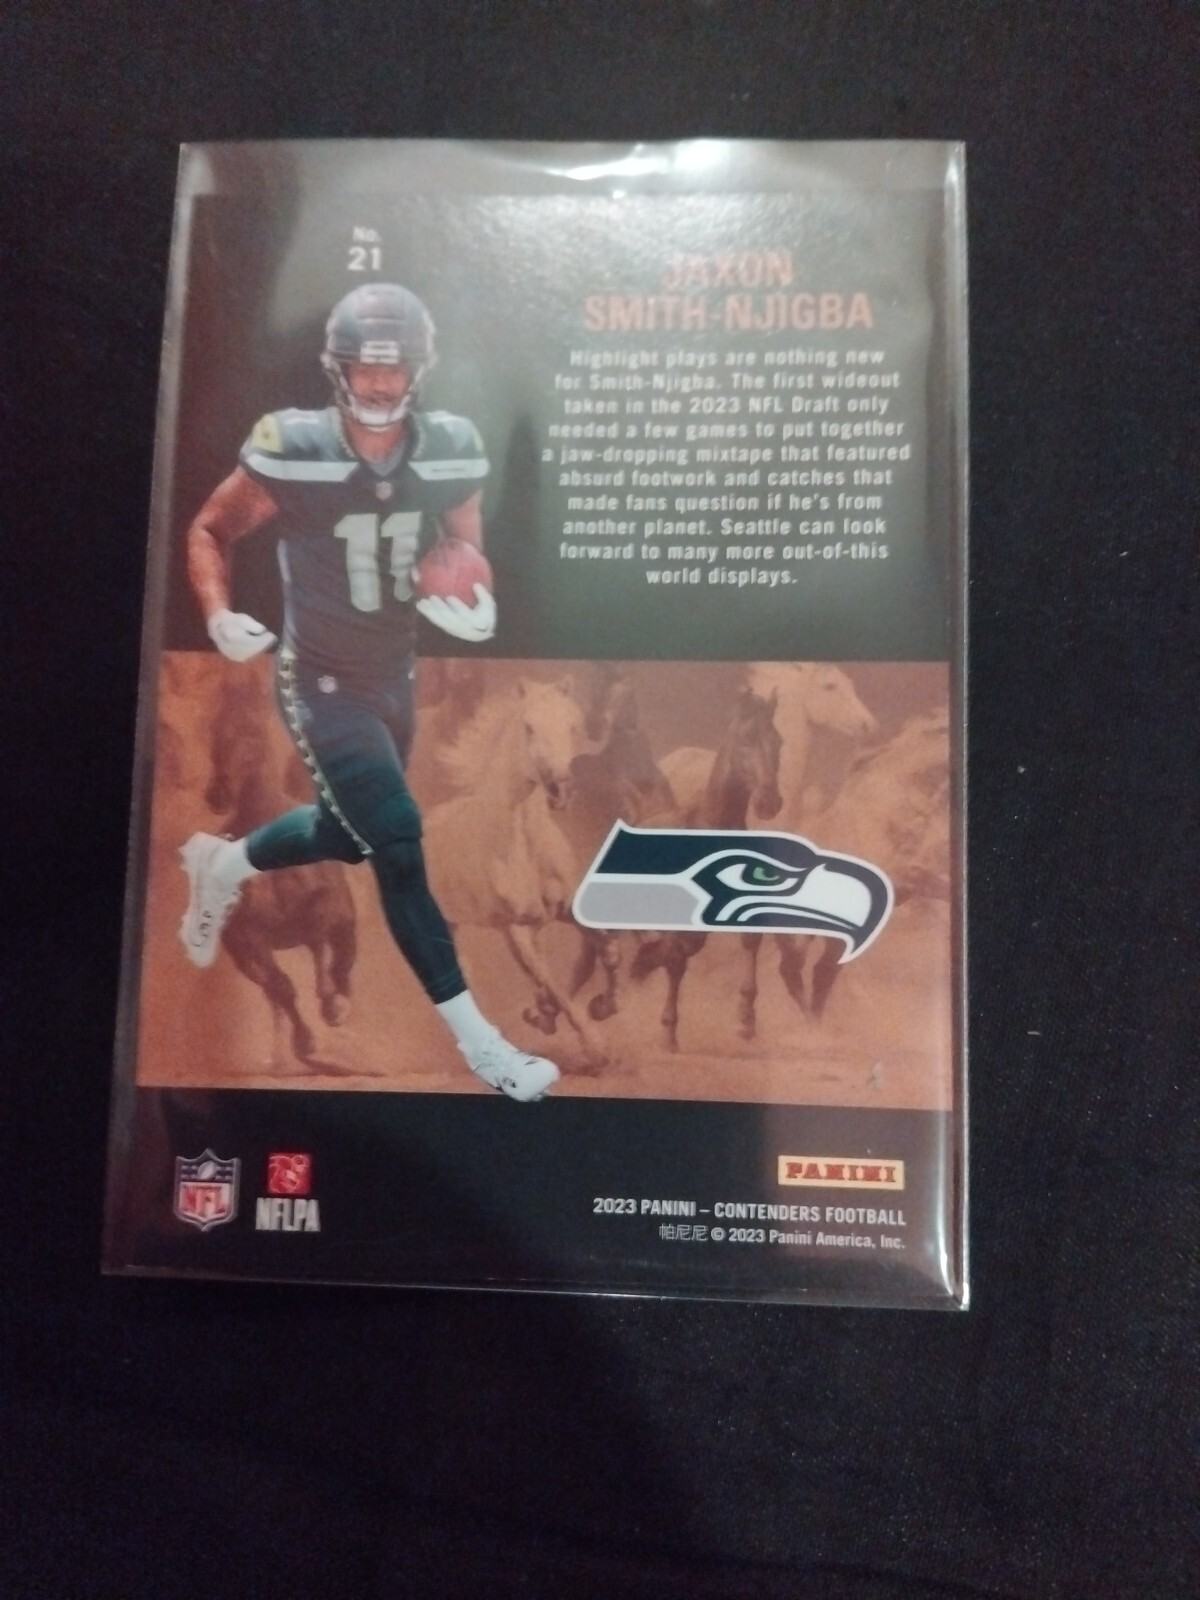 No.
21
JAXON
SMITH-NJIGBA
Highlight plays are nothing new
for Smith-Njigba. The first wideout
taken in the 2023 NFL Draft only
needed a few games to put together
a jaw-dropping mixtape that featured
absurd footwork and catches that
made fans question if he's from
another planet. Seattle can look
forward to many more out-of-this
world displays.
11
NFL
NFLPA
PANINI
2023 PANINI – CONTENDERS FOOTBALL
帕尼尼 © 2023 Panini America, Inc.